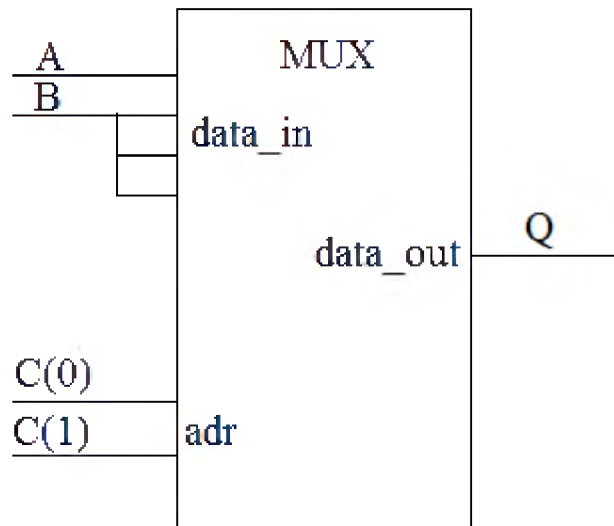 MUX
A
B
data_in
data_out
Q
C(0)
C(1)
adr